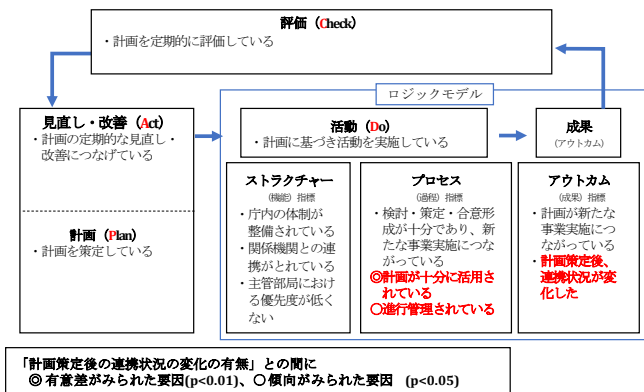 評価（Check）
・計画を定期的に評価している
ロジックモデル
見直し・改善（Act）
・計画の定期的な見直し・
改善につなげている
計画（Plan）
・計画を策定している
活動（Do）
・計画に基づき活動を実施している
成果
（アウトカム）
ストラクチャー
（機能）指標
・庁内の体制が
整備されている
・関係機関との連
携がとれている
・主管部局におけ
る優先度が低く
ない
プロセス
（過程）指標
・検討・策定・合意形
成が十分であり、新
たな事業実施につな
がっている
◎計画が十分に活用さ
れている
〇進行管理されている
アウトカム
（成果）指標
・計画が新たな
事業実施につ
ながっている
・計画策定後、
連携状況が変
化した
「計画策定後の連携状況の変化の有無」との間に
◎有意差がみられた要因(p<0.01)、〇傾向がみられた要因 (p<0.05)